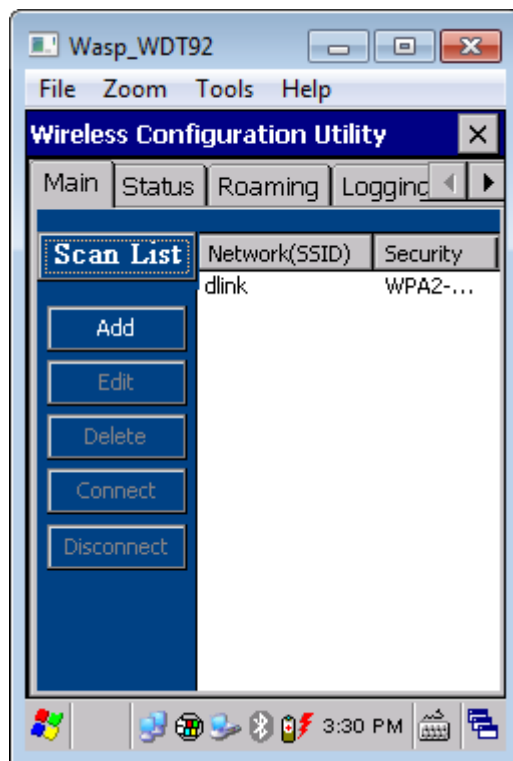 Wasp_WDT92
File Zoom Tools Help
Wireless Configuration Utility
Main Status Roaming Logging
Scan List Network(SSID) Security
dlink WPA2-...
Add
Edit
Delete
Connect
Disconnect
3:30 PM